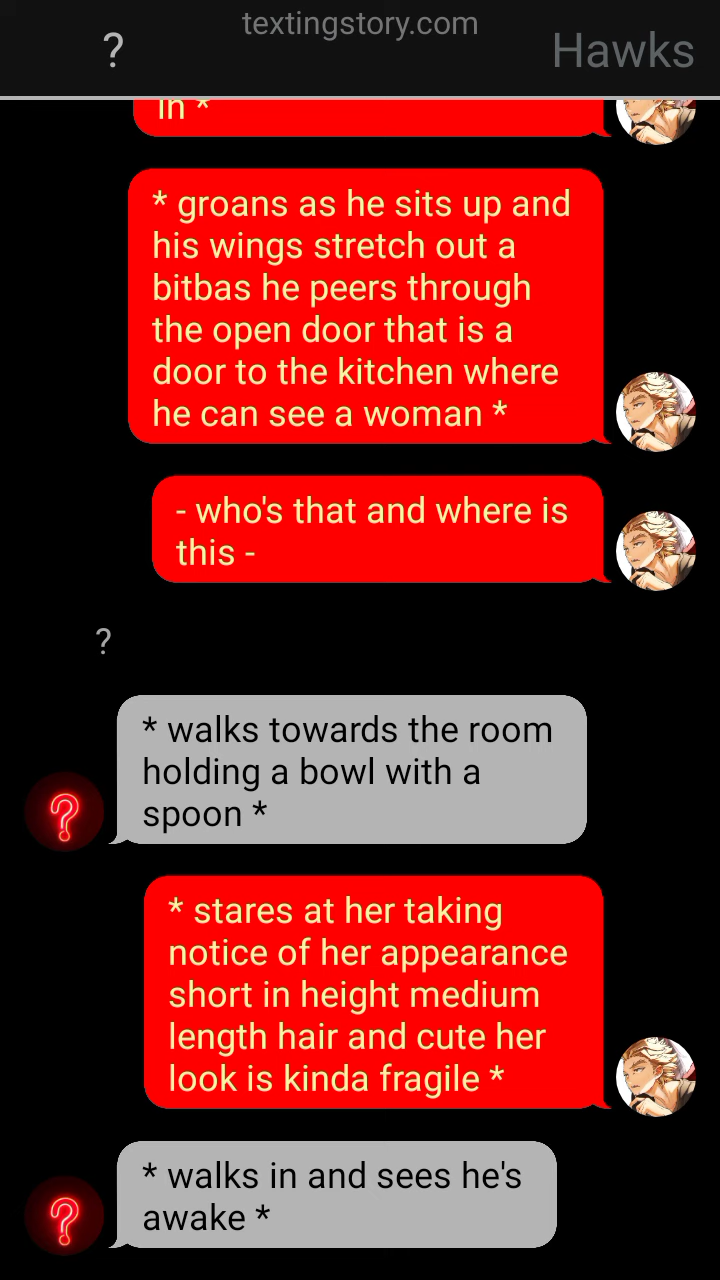 textingstory.com
?
Hawks
in *
* groans as he sits up and
his wings stretch out a
bitbas he peers through
the open door that is a
door to the kitchen where
he can see a woman *
- who's that and where is
this -
?
* walks towards the room
holding a bowl with a
spoon *
?
* stares at her taking
notice of her appearance
short in height medium
length hair and cute her
look is kinda fragile *
* walks in and sees he's
awake *
?